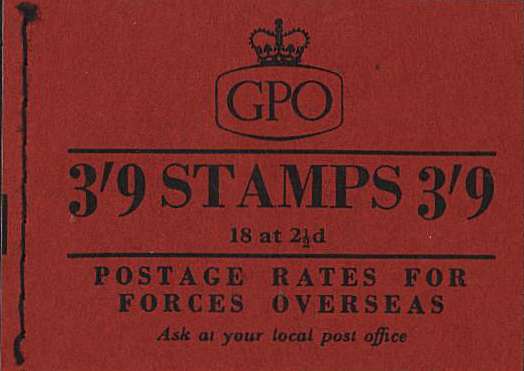 GPO
3'9 STAMPS 3'9
18 at 2½d
POSTAGE RATES FOR
FORCES OVERSEAS
Ask at your local post office